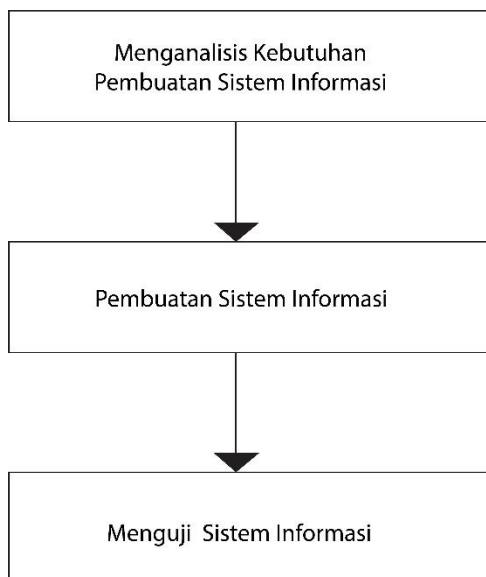 Menganalisis Kebutuhan
Pembuatan Sistem Informasi
Pembuatan Sistem Informasi
Menguji Sistem Informasi